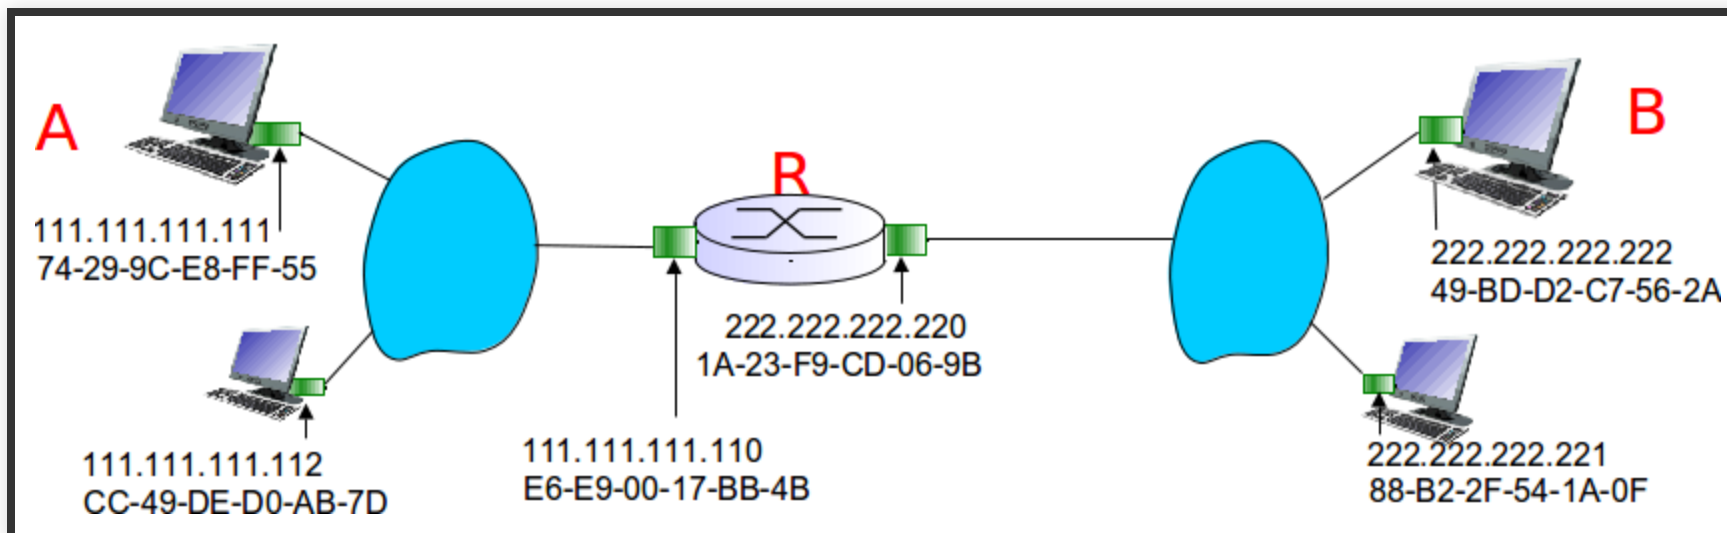 A
R
B
111.111.111.111
74-29-9C-E8-FF-55
222.222.222.222
49-BD-D2-C7-56-2A
222.222.222.220
1A-23-F9-CD-06-9B
111.111.111.112
CC-49-DE-D0-AB-7D
111.111.111.110
E6-E9-00-17-BB-4B
222.222.222.221
88-B2-2F-54-1A-0F